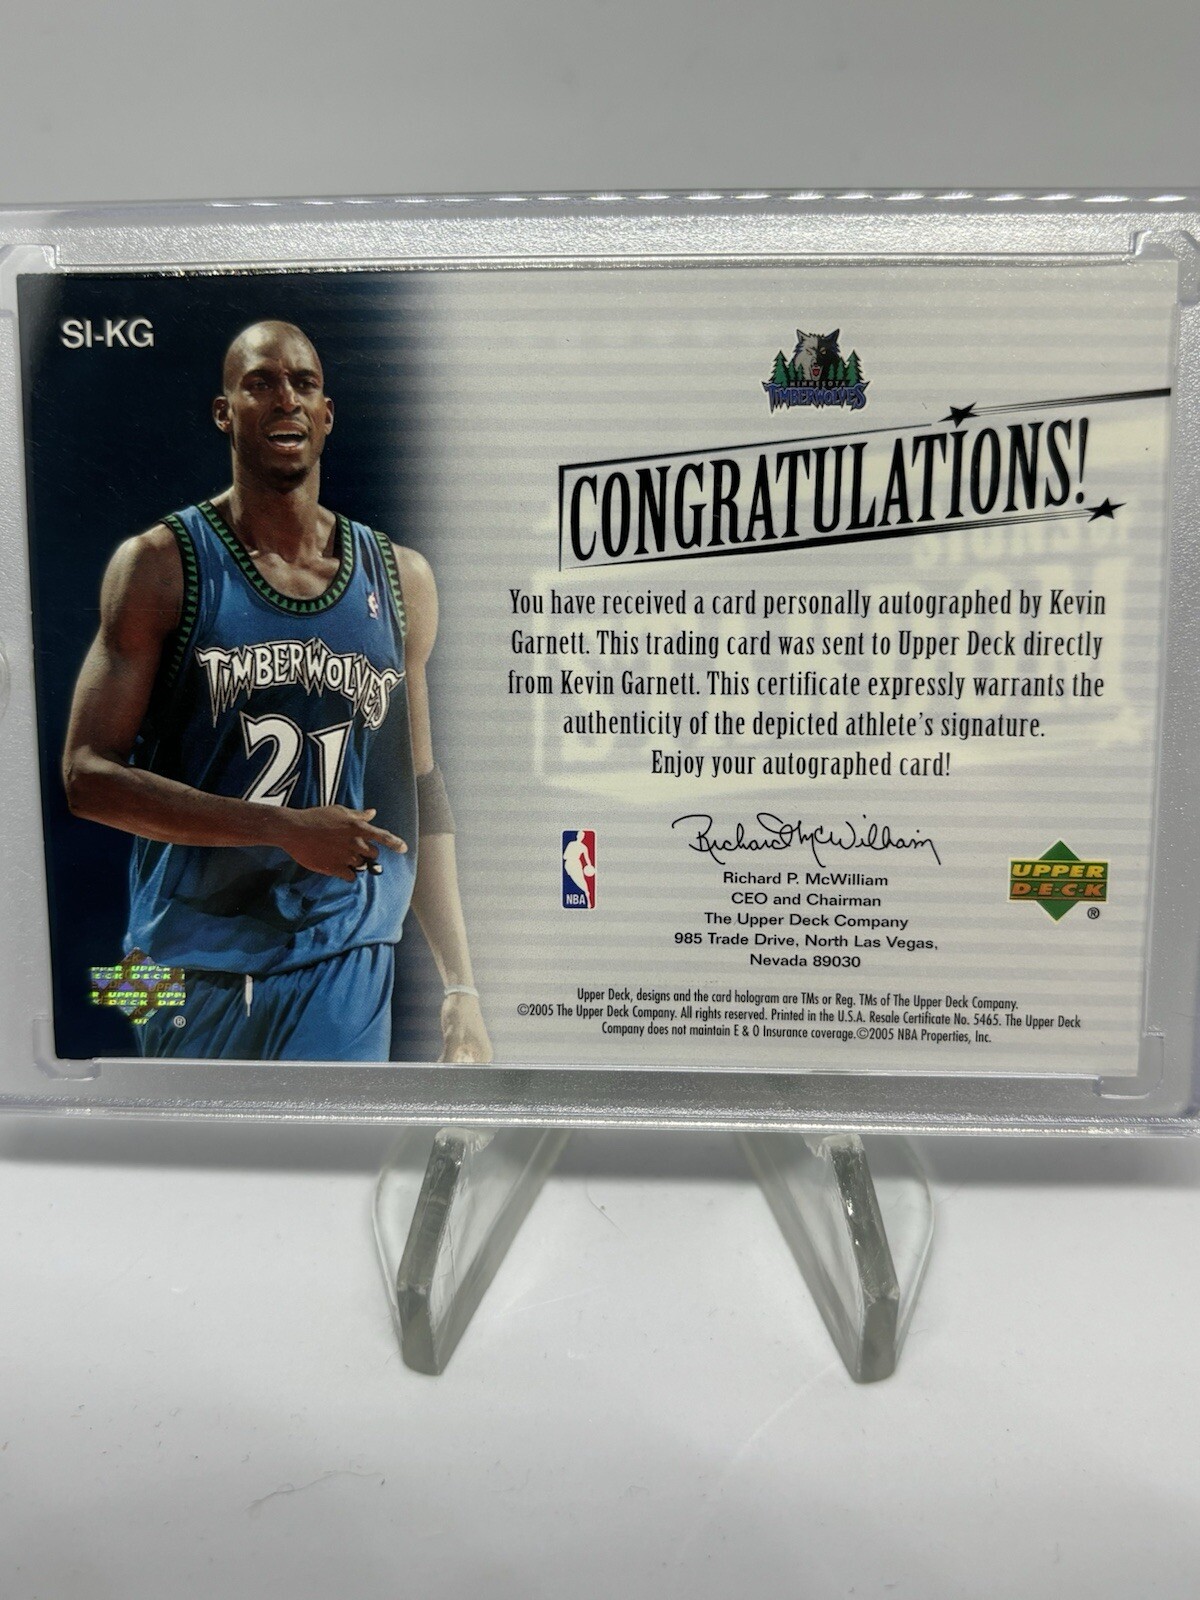 SI-KG
MINNESOTA
TIMBERWOLVES
CONGRATULATIONS!
You have received a card personally autographed by Kevin
Garnett. This trading card was sent to Upper Deck directly
from Kevin Garnett. This certificate expressly warrants the
authenticity of the depicted athlete's signature.
Enjoy your autographed card!
TIMBERWOLVES
21
Richard P. McWilliam
NBA
Richard P. McWilliam
CEO and Chairman
The Upper Deck Company
985 Trade Drive, North Las Vegas,
Nevada 89030
UPPER
D·E·C·K
®
UPPER DECK
®
Upper Deck, designs and the card hologram are TMs or Reg. TMs of The Upper Deck Company.
©2005 The Upper Deck Company. All rights reserved. Printed in the U.S.A. Resale Certificate No. 5465. The Upper Deck
Company does not maintain E & O Insurance coverage.©2005 NBA Properties, Inc.